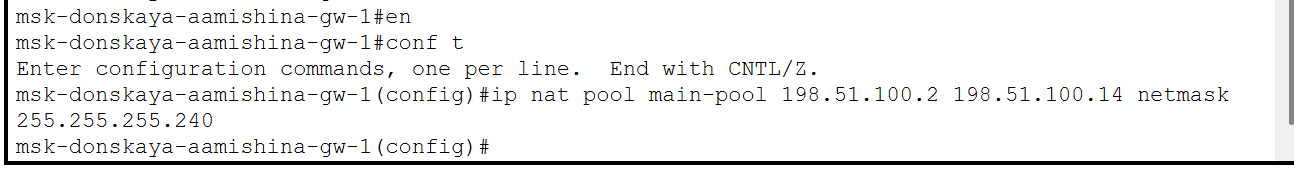 msk-donskaya-aamishina-gw-1#en
msk-donskaya-aamishina-gw-1#conf t
Enter configuration commands, one per line.  End with CNTL/Z.
msk-donskaya-aamishina-gw-1(config)#ip nat pool main-pool 198.51.100.2 198.51.100.14 netmask
255.255.255.240
msk-donskaya-aamishina-gw-1(config)#